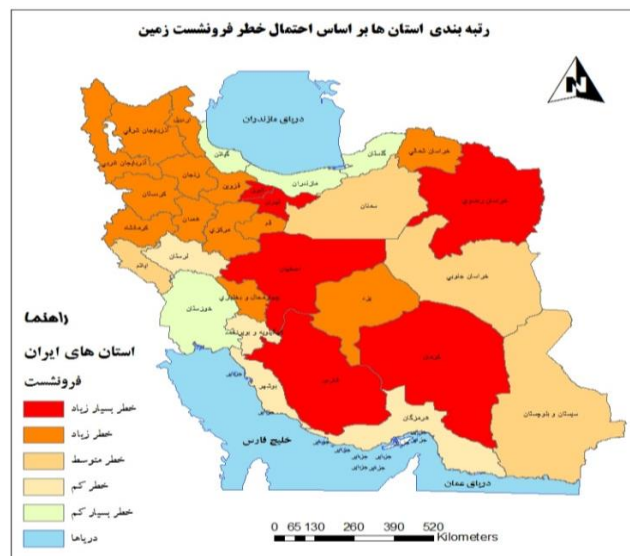 رتبه بندی استان ها بر اساس احتمال خطر فرونشست زمین
N
دریای مازندران
اردبیل
آذربایجان شرقی
آذربایجان غربی
گیلان
گلستان
خراسان شمالی
زنجان
قزوین
مازندران
خراسان رضوی
کردستان
همدان
سمنان
قم
مرکزی
کرمانشاه
لرستان
ایلام
اصفهان
خراسان جنوبی
خوزستان
چهارمحال و بختیاری
یزد
کرمان
فارس
بوشهر
هرمزگان
سیستان و بلوچستان
جزایر
جزایر
جزایر
جزایر
خلیج فارس
دریای عمان
راهنما
استان های ایران
فرونشست
خطر بسیار زیاد
خطر زیاد
خطر متوسط
خطر کم
خطر بسیار کم
دریاها
0 65 130 260 390 520
Kilometers